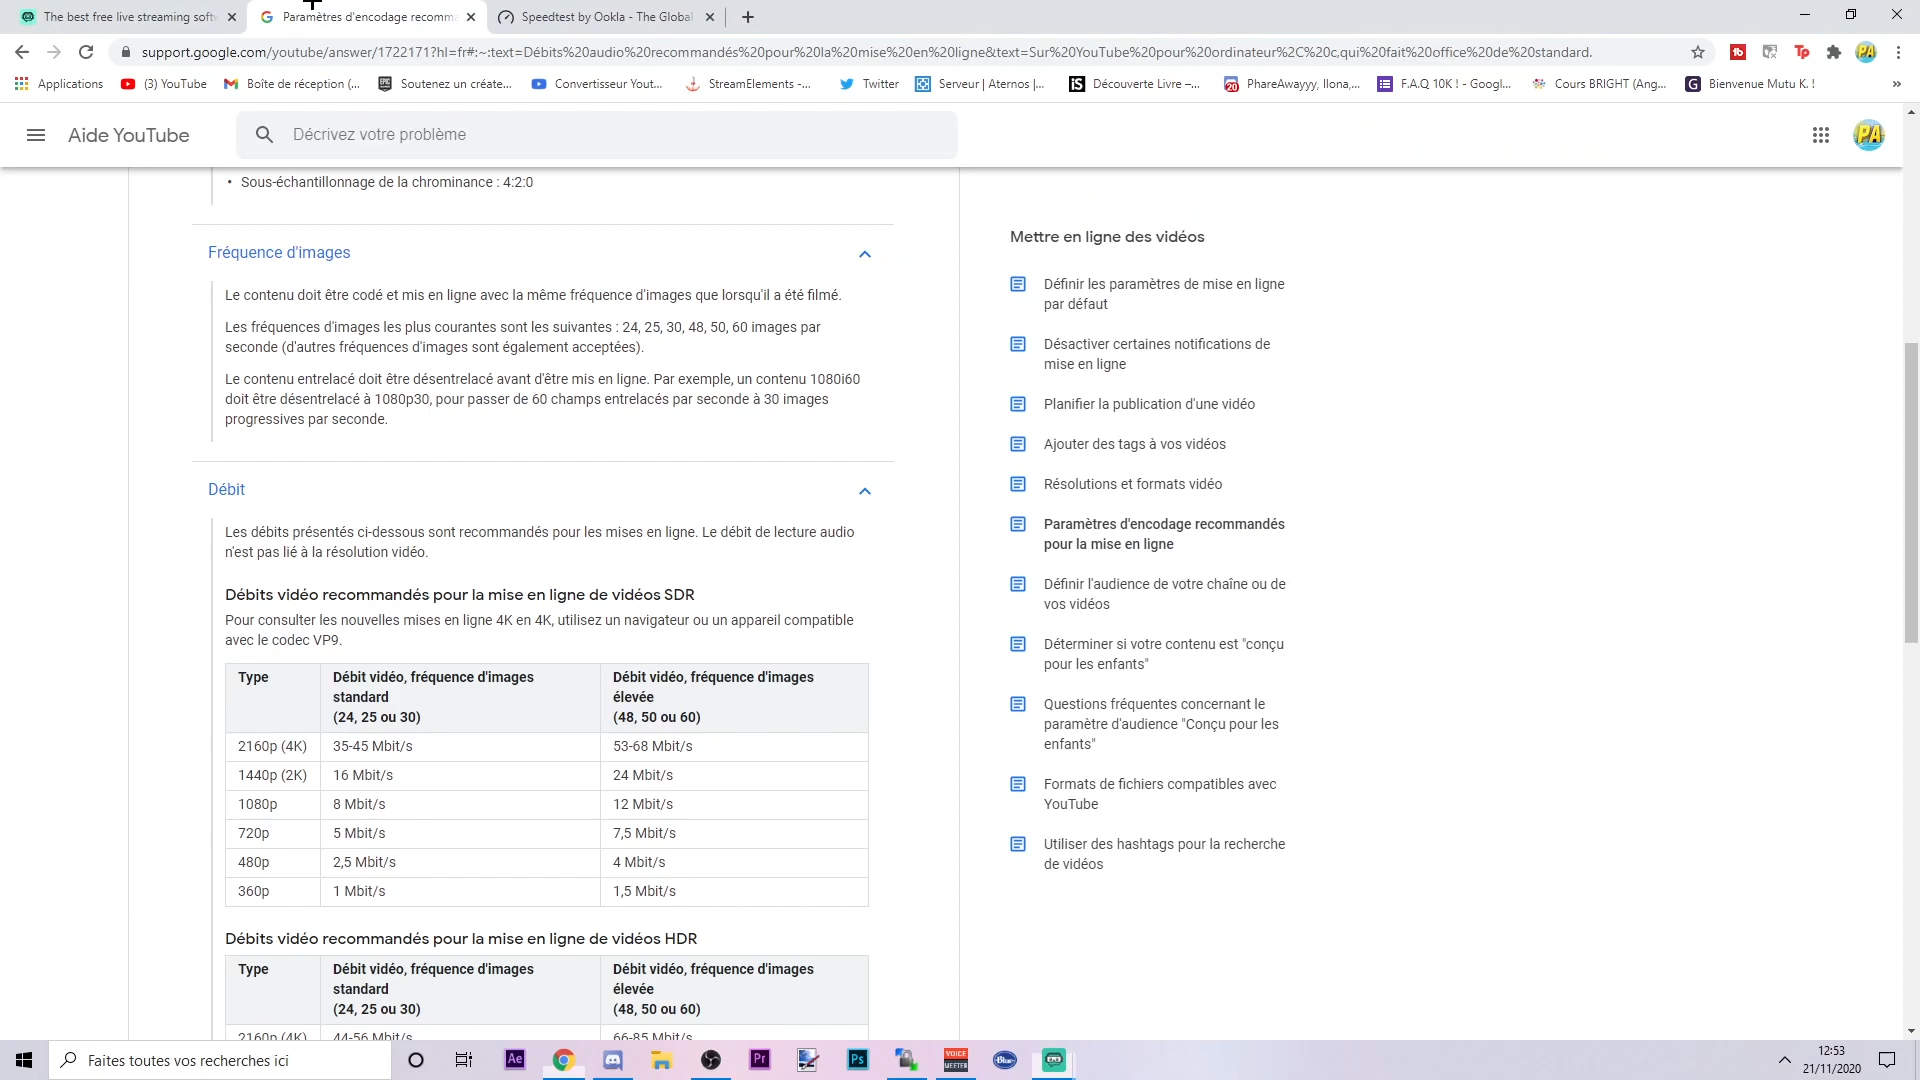 The best free live streaming softw
Paramètres d'encodage recomma
Speedtest by Ookla - The Global
support.google.com/youtube/answer/1722171?hl=fr#:~:text=Débits%20audio%20recommandés%20pour%20la%20mise%20en%20ligne&text=Sur%20YouTube%20pour%20ordinateur%2C%20c,qui%20fait%20office%20de%20standard.
Applications
(3) YouTube
Boîte de réception (...
Soutenez un créate...
Convertisseur Yout...
StreamElements -...
Twitter
Serveur | Aternos |...
Découverte Livre –...
PhareAwayyy, Ilona,...
F.A.Q 10K ! - Googl...
Cours BRIGHT (Ang...
Bienvenue Mutu K. !
»
Aide YouTube
Décrivez votre problème
PA
• Sous-échantillonnage de la chrominance : 4:2:0
Fréquence d'images
Le contenu doit être codé et mis en ligne avec la même fréquence d'images que lorsqu'il a été filmé.
Les fréquences d'images les plus courantes sont les suivantes : 24, 25, 30, 48, 50, 60 images par
seconde (d'autres fréquences d'images sont également acceptées).
Le contenu entrelacé doit être désentrelacé avant d'être mis en ligne. Par exemple, un contenu 1080i60
doit être désentrelacé à 1080p30, pour passer de 60 champs entrelacés par seconde à 30 images
progressives par seconde.
Débit
Les débits présentés ci-dessous sont recommandés pour les mises en ligne. Le débit de lecture audio
n'est pas lié à la résolution vidéo.
Débits vidéo recommandés pour la mise en ligne de vidéos SDR
Pour consulter les nouvelles mises en ligne 4K en 4K, utilisez un navigateur ou un appareil compatible
avec le codec VP9.
Type
Débit vidéo, fréquence d'images
standard
(24, 25 ou 30)
Débit vidéo, fréquence d'images
élevée
(48, 50 ou 60)
2160p (4K) 35-45 Mbit/s 53-68 Mbit/s
1440p (2K) 16 Mbit/s 24 Mbit/s
1080p 8 Mbit/s 12 Mbit/s
720p 5 Mbit/s 7,5 Mbit/s
480p 2,5 Mbit/s 4 Mbit/s
360p 1 Mbit/s 1,5 Mbit/s
Débits vidéo recommandés pour la mise en ligne de vidéos HDR
Type
Débit vidéo, fréquence d'images
standard
(24, 25 ou 30)
Débit vidéo, fréquence d'images
élevée
(48, 50 ou 60)
2160p (4K) 44-56 Mbit/s 66-85 Mbit/s
Mettre en ligne des vidéos
Définir les paramètres de mise en ligne
par défaut
Désactiver certaines notifications de
mise en ligne
Planifier la publication d'une vidéo
Ajouter des tags à vos vidéos
Résolutions et formats vidéo
Paramètres d'encodage recommandés
pour la mise en ligne
Définir l'audience de votre chaîne ou de
vos vidéos
Déterminer si votre contenu est "conçu
pour les enfants"
Questions fréquentes concernant le
paramètre d'audience "Conçu pour les
enfants"
Formats de fichiers compatibles avec
YouTube
Utiliser des hashtags pour la recherche
de vidéos
Faites toutes vos recherches ici
Ae
Pr
Ps
VOICE
MEETER
Blue
12:53
21/11/2020